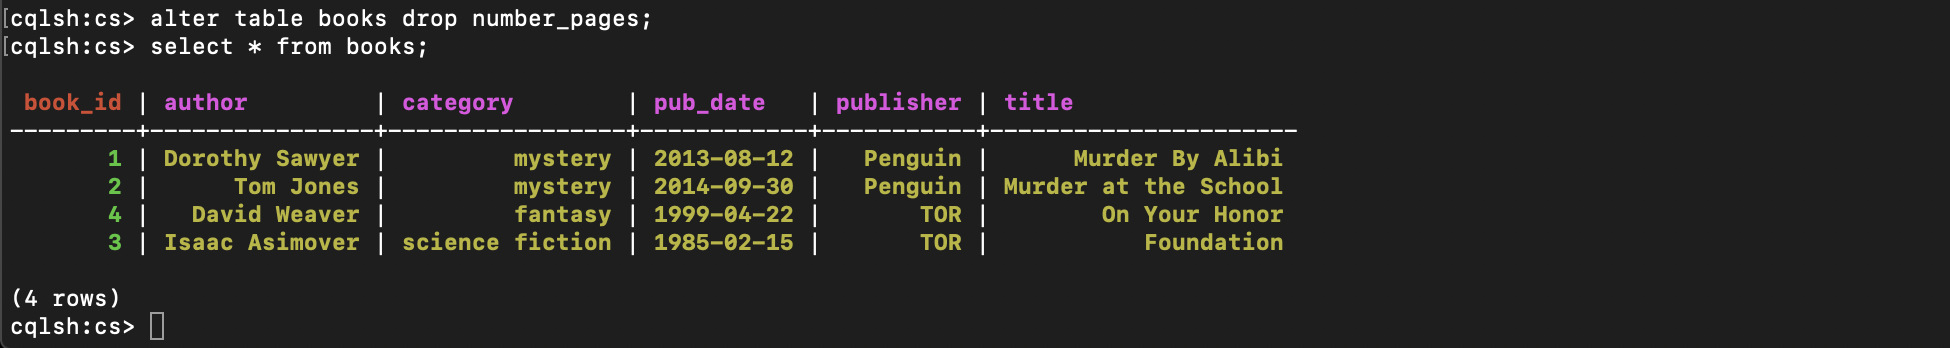 [cqlsh:cs> alter table books drop number_pages;
[cqlsh:cs> select * from books;
 book_id | author         | category        | pub_date   | publisher | title
---------+----------------+-----------------+------------+-----------+----------------------
       1 | Dorothy Sawyer |         mystery | 2013-08-12 |   Penguin |      Murder By Alibi
       2 |      Tom Jones |         mystery | 2014-09-30 |   Penguin | Murder at the School
       4 |   David Weaver |         fantasy | 1999-04-22 |       TOR |        On Your Honor
       3 | Isaac Asimover | science fiction | 1985-02-15 |       TOR |           Foundation
(4 rows)
cqlsh:cs>